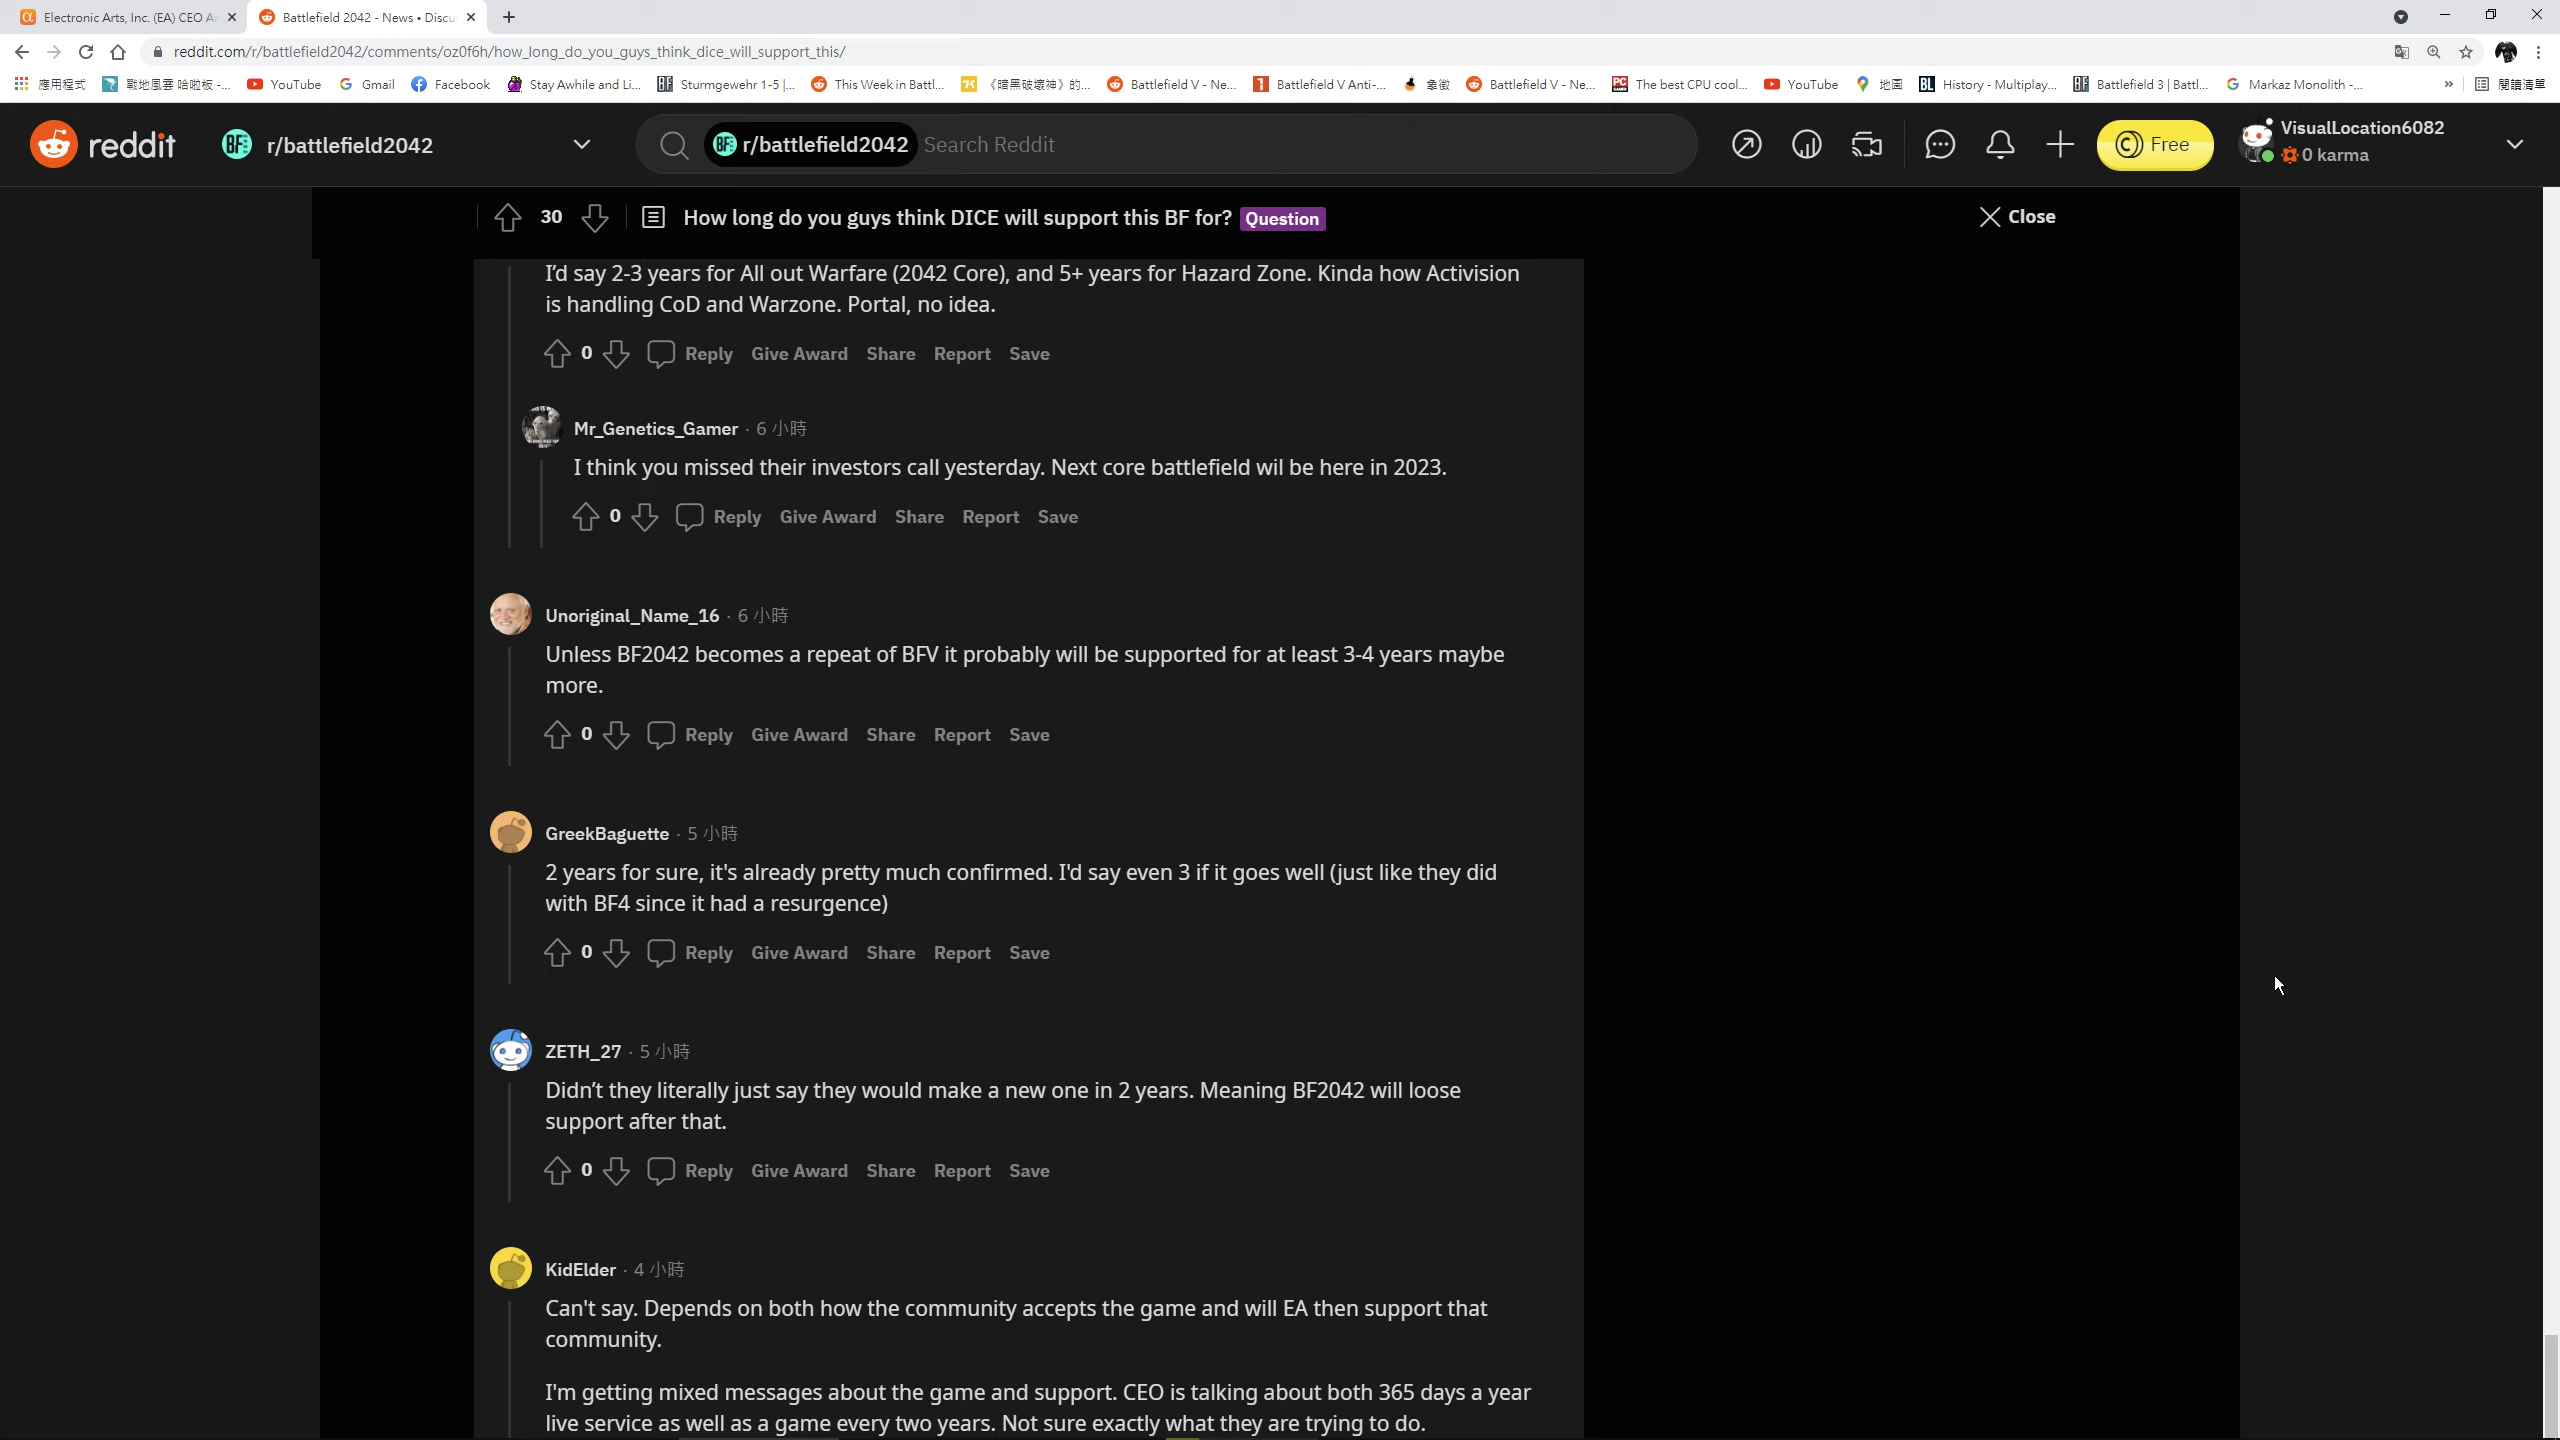 Electronic Arts, Inc. (EA) CEO A
Battlefield 2042 - News • Discu
reddit.com/r/battlefield2042/comments/oz0f6h/how_long_do_you_guys_think_dice_will_support_this/
應用程式
戰地風雲 哈啦板 -...
YouTube
Gmail
Facebook
Stay Awhile and Li...
Sturmgewehr 1-5 |...
This Week in Battl...
《暗黑破壞神》的...
Battlefield V - Ne...
Battlefield V Anti-...
象徵
Battlefield V - Ne...
The best CPU cool...
YouTube
地圖
History - Multiplay...
Battlefield 3 | Battl...
Markaz Monolith -...
»
閱讀清單
reddit
r/battlefield2042
r/battlefield2042 Search Reddit
Free
VisualLocation6082
0 karma
30
How long do you guys think DICE will support this BF for? Question
Close
I'd say 2-3 years for All out Warfare (2042 Core), and 5+ years for Hazard Zone. Kinda how Activision
is handling CoD and Warzone. Portal, no idea.
0 Reply Give Award Share Report Save
Mr_Genetics_Gamer · 6 小時
I think you missed their investors call yesterday. Next core battlefield wil be here in 2023.
0 Reply Give Award Share Report Save
Unoriginal_Name_16 · 6 小時
Unless BF2042 becomes a repeat of BFV it probably will be supported for at least 3-4 years maybe
more.
0 Reply Give Award Share Report Save
GreekBaguette · 5 小時
2 years for sure, it's already pretty much confirmed. I'd say even 3 if it goes well (just like they did
with BF4 since it had a resurgence)
0 Reply Give Award Share Report Save
ZETH_27 · 5 小時
Didn't they literally just say they would make a new one in 2 years. Meaning BF2042 will loose
support after that.
0 Reply Give Award Share Report Save
KidElder · 4 小時
Can't say. Depends on both how the community accepts the game and will EA then support that
community.
I'm getting mixed messages about the game and support. CEO is talking about both 365 days a year
live service as well as a game every two years. Not sure exactly what they are trying to do.